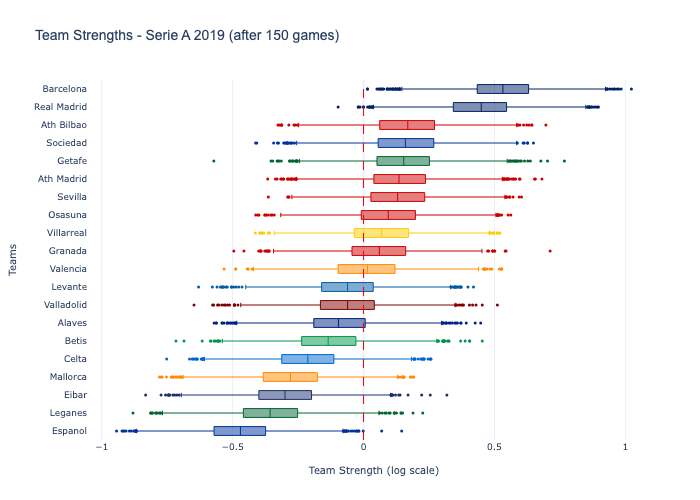 Team Strengths - Serie A 2019 (after 150 games)
Barcelona
Real Madrid
Ath Bilbao
Sociedad
Getafe
Ath Madrid
Sevilla
Osasuna
Villarreal
Granada
Valencia
Levante
Valladolid
Alaves
Betis
Celta
Mallorca
Eibar
Leganes
Espanol
Teams
−1
−0.5
0
0.5
1
Team Strength (log scale)